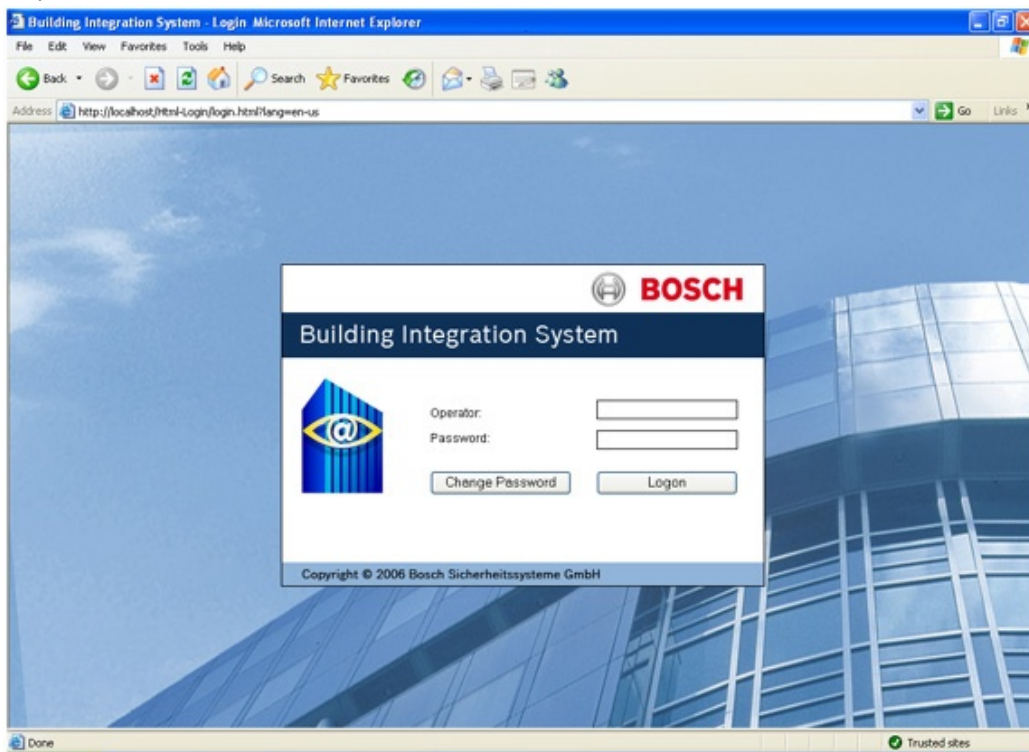 Building Integration System - Login Microsoft Internet Explorer
File Edit View Favorites Tools Help
Back Search Favorites
Address http://localhost/Html-Login/login.html?lang=en-us Go Links
BOSCH
Building Integration System
@
Operator:
Password:
Change Password Logon
Copyright © 2006 Bosch Sicherheitssysteme GmbH
Done Trusted sites